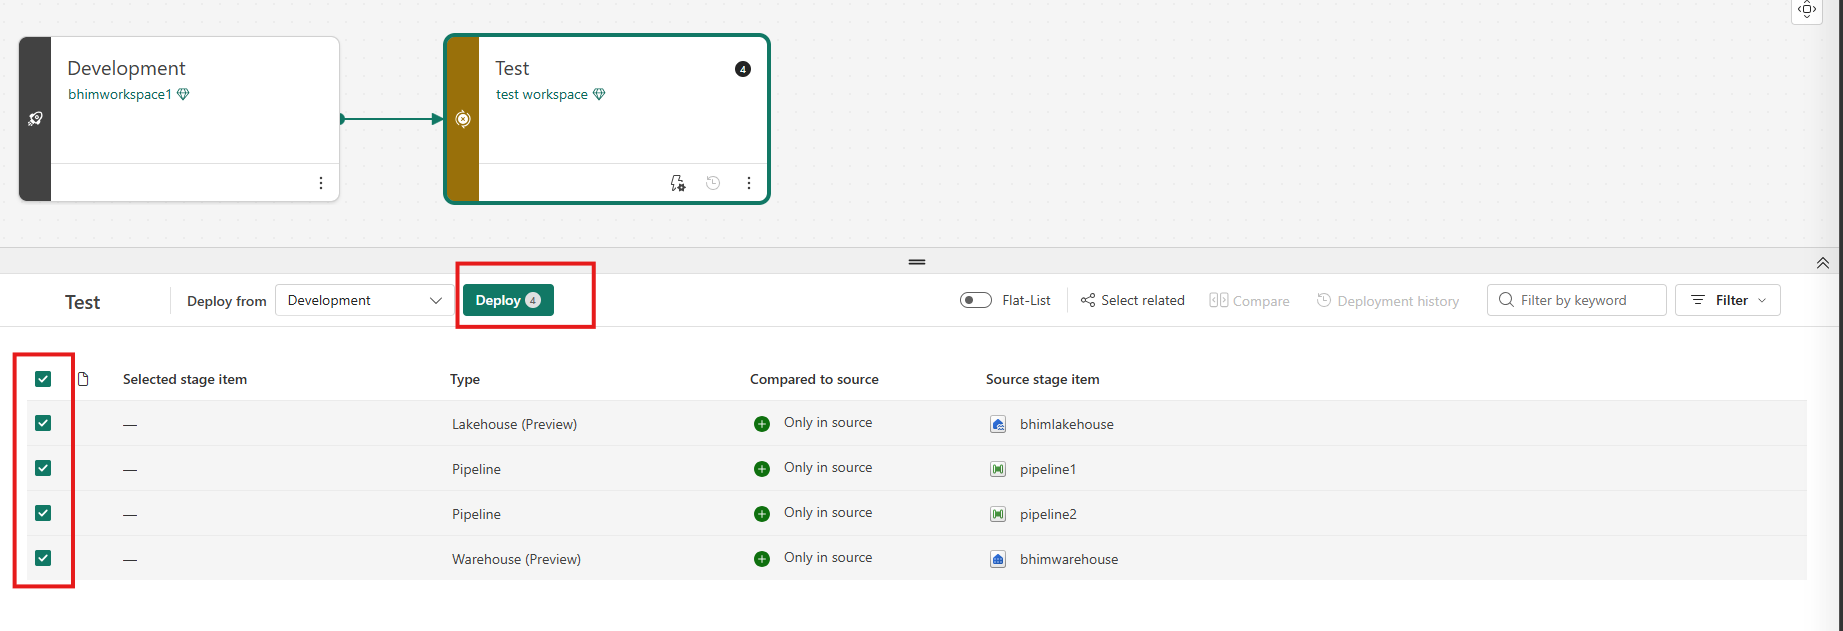 Development
bhimworkspace1
Test
4
test workspace
Test
Deploy from
Development
Deploy 4
Flat-List
Select related
Compare
Deployment history
Filter by keyword
Filter
Selected stage item
Type
Compared to source
Source stage item
—
Lakehouse (Preview)
Only in source
bhimlakehouse
—
Pipeline
Only in source
pipeline1
—
Pipeline
Only in source
pipeline2
—
Warehouse (Preview)
Only in source
bhimwarehouse